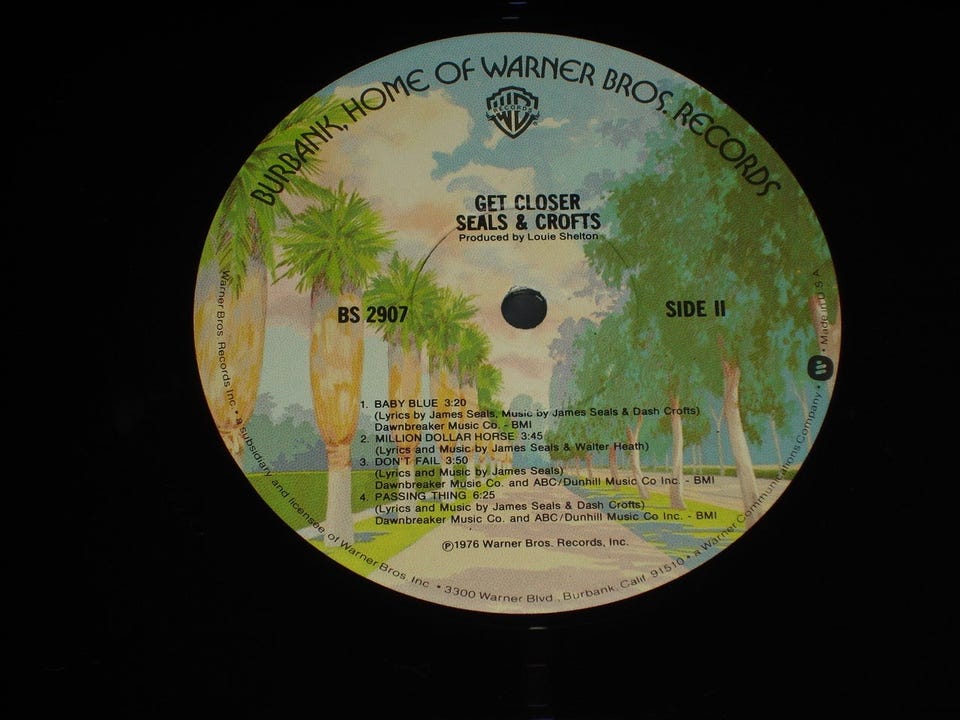 BURBANK, HOME OF WARNER BROS. RECORDS
WB
RECORDS
GET CLOSER
SEALS & CROFTS
Produced by Louie Shelton
BS 2907
SIDE II
1. BABY BLUE 3:20
(Lyrics by James Seals, Music by James Seals & Dash Crofts)
Dawnbreaker Music Co. - BMI
2. MILLION DOLLAR HORSE 3:45
(Lyrics and Music by James Seals & Walter Heath)
3. DON'T FAIL 3:50
(Lyrics and Music by James Seals)
Dawnbreaker Music Co. and ABC/Dunhill Music Co Inc. - BMI
4. PASSING THING 6:25
(Lyrics and Music by James Seals & Dash Crofts)
Dawnbreaker Music Co. and ABC/Dunhill Music Co Inc. - BMI
℗1976 Warner Bros. Records, Inc.
Warner Bros. Records Inc. • a subsidiary and licensee of Warner Bros. Inc. • 3300 Warner Blvd., Burbank, Calif. 91510 • a Warner Communications Company • Made in U.S.A.